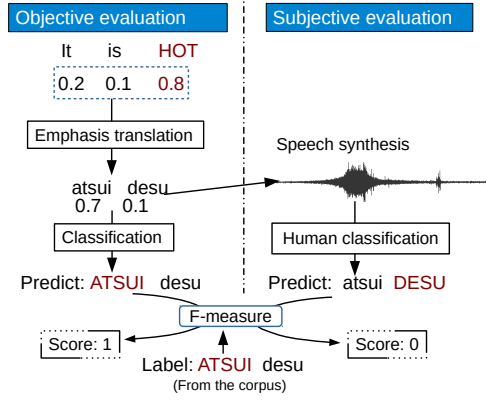 Objective evaluation
Subjective evaluation
It is HOT
0.2 0.1 0.8
Emphasis translation
Speech synthesis
atsui desu
0.7 0.1
Classification
Human classification
Predict: ATSUI desu
Predict: atsui DESU
F-measure
Score: 1
Score: 0
Label: ATSUI desu
(From the corpus)